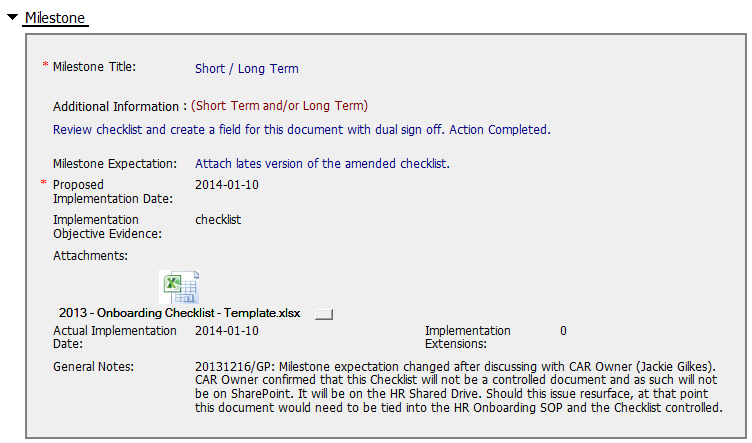 Milestone
* Milestone Title: Short / Long Term
Additional Information : (Short Term and/or Long Term)
Review checklist and create a field for this document with dual sign off. Action Completed.
Milestone Expectation: Attach lates version of the amended checklist.
* Proposed Implementation Date: 2014-01-10
Implementation Objective Evidence: checklist
Attachments:
2013 - Onboarding Checklist - Template.xlsx
Actual Implementation Date: 2014-01-10 Implementation Extensions: 0
General Notes: 20131216/GP: Milestone expectation changed after discussing with CAR Owner (Jackie Gilkes).
CAR Owner confirmed that this Checklist will not be a controlled document and as such will not
be on SharePoint. It will be on the HR Shared Drive. Should this issue resurface, at that point
this document would need to be tied into the HR Onboarding SOP and the Checklist controlled.